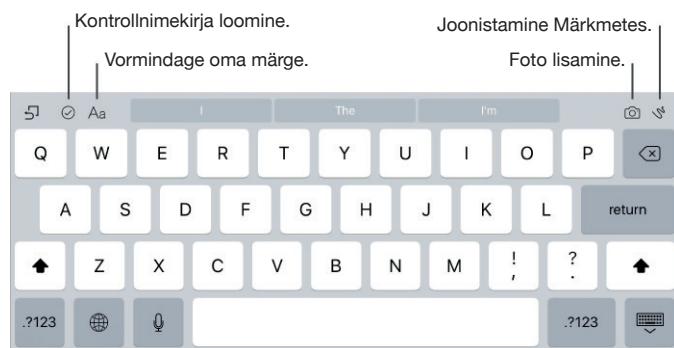 Kontrollnimekirja loomine.
Joonistamine Märkmetes.
Vormindage oma märge.
Foto lisamine.
Aa I The I'm
Q W E R T Y U I O P
A S D F G H J K L return
Z X C V B N M ! , ? .
.?123 .?123